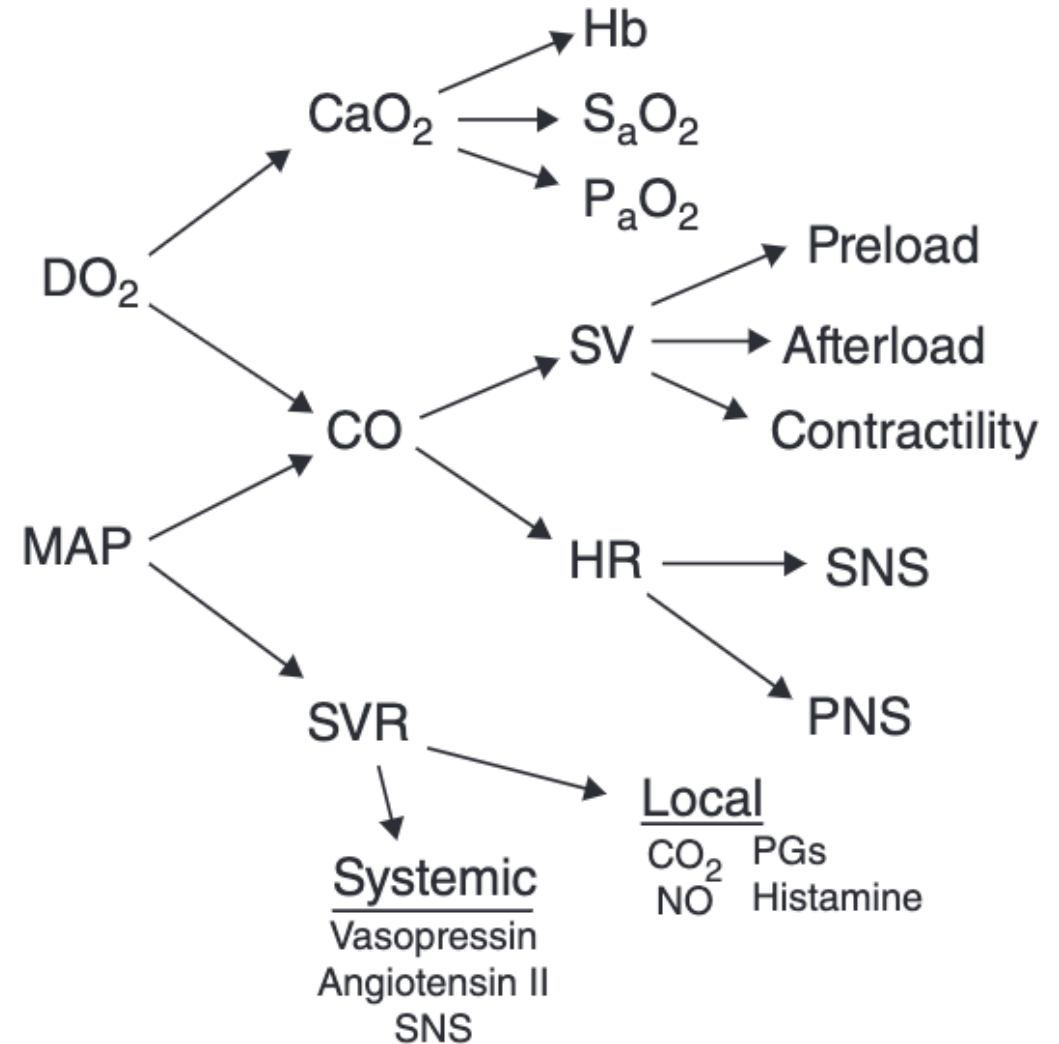 Hb
CaO₂
SₐO₂
PₐO₂
Preload
DO₂
SV
Afterload
CO
Contractility
MAP
HR
SNS
PNS
SVR
Local
CO₂ PGs
NO Histamine
Systemic
Vasopressin
Angiotensin II
SNS